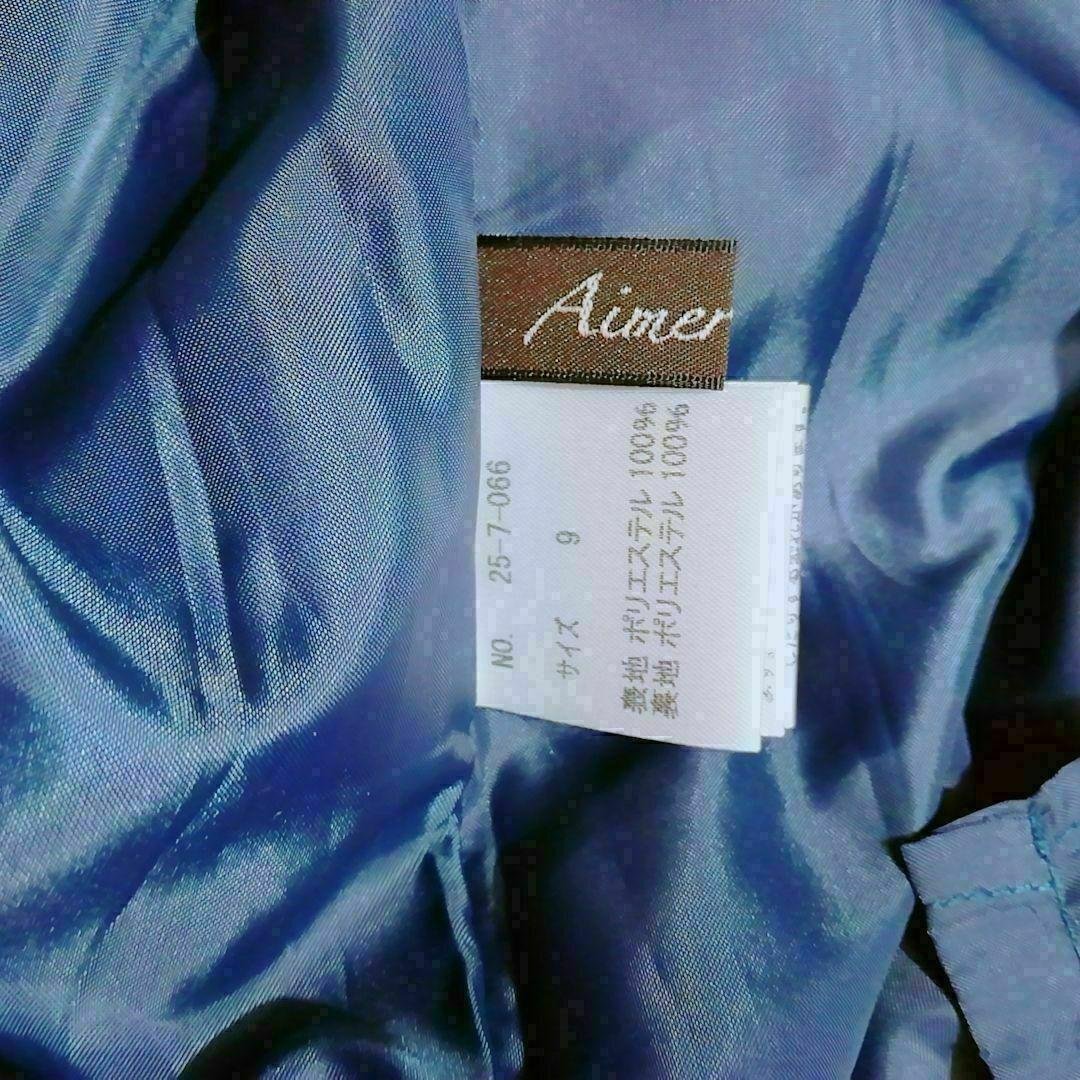 Aimer
NO. 25-7-066
サイズ 9
表地 ポリエステル 100%
裏地 ポリエステル 100%